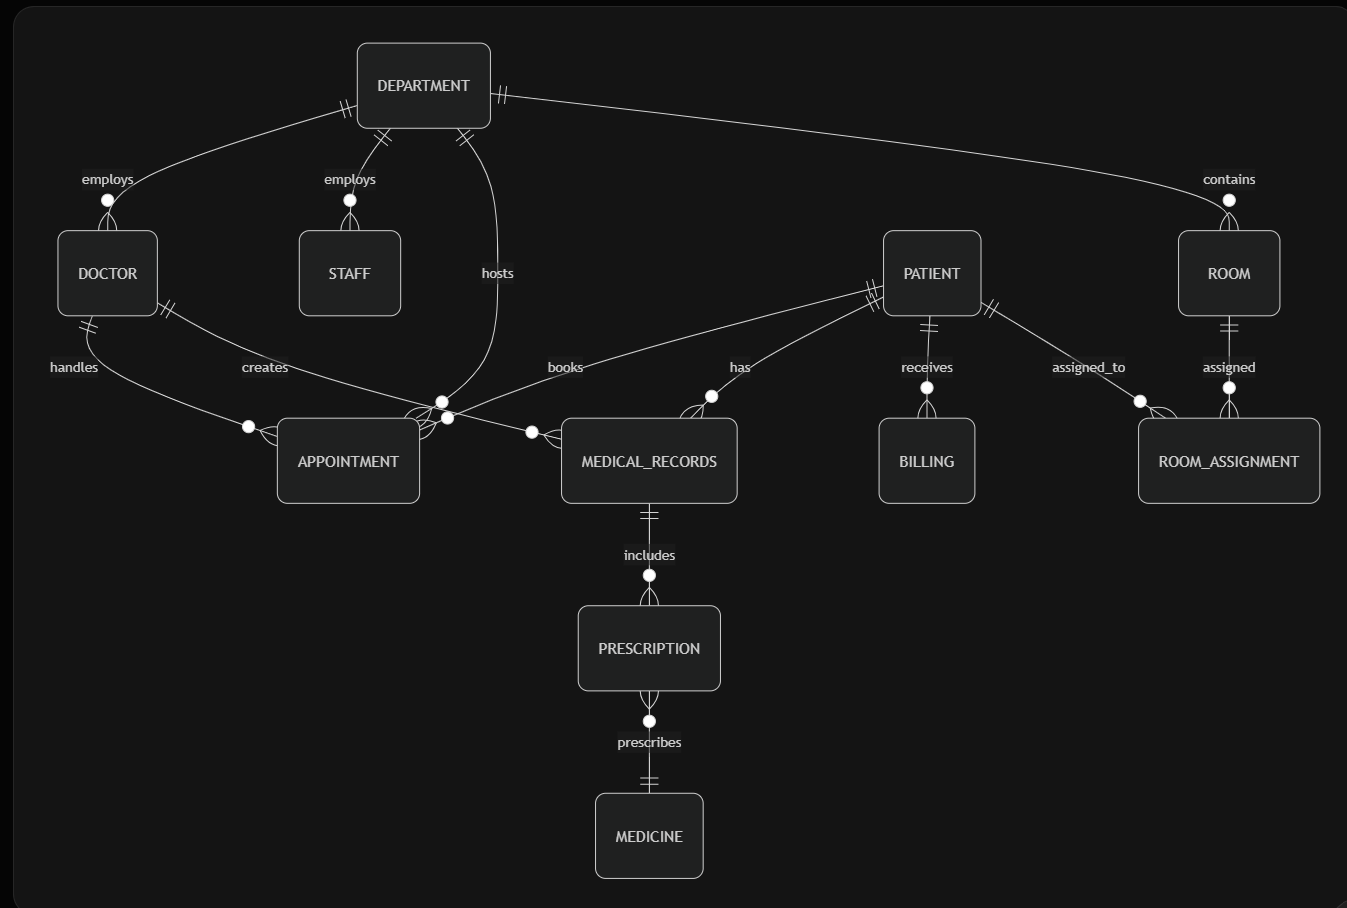 DEPARTMENT
employs
employs
contains
DOCTOR
STAFF
hosts
PATIENT
ROOM
handles
creates
books
has
receives
assigned_to
assigned
APPOINTMENT
MEDICAL_RECORDS
BILLING
ROOM_ASSIGNMENT
includes
PRESCRIPTION
prescribes
MEDICINE